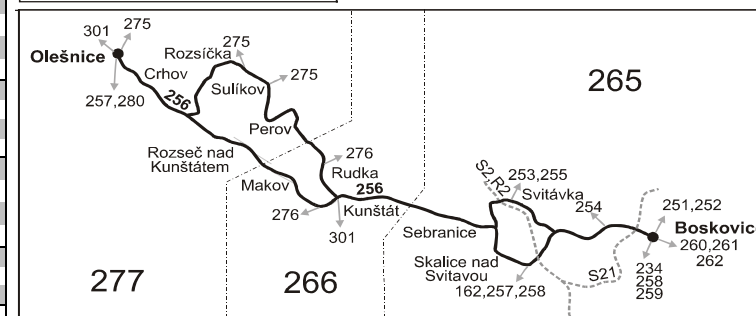 301
275
Olešnice
Crhov
257,280
256
Rozsíčka
275
Sulíkov
275
Perov
Rozseč nad
Kunštátem
276
Rudka
Makov
276
256
Kunštát
301
265
S2,R2
253,255
Svitávka
254
251,252
Boskovice
260,261
262
234
258
259
Sebranice
Skalice nad
Svitavou
162,257,258
S21
277
266